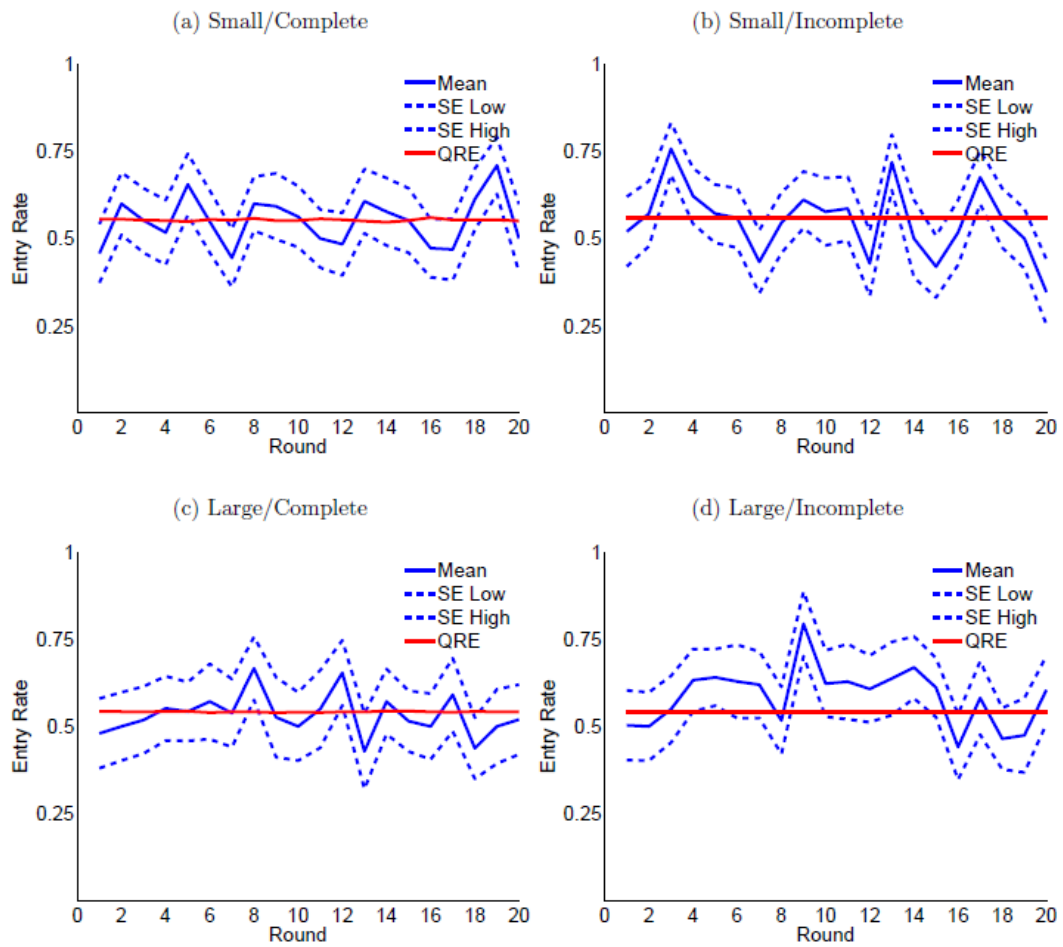 (a) Small/Complete
1
0.75
0.5
0.25
0 2 4 6 8 10 12 14 16 18 20
Entry Rate
Round
Mean
SE Low
SE High
QRE
(b) Small/Incomplete
1
0.75
0.5
0.25
0 2 4 6 8 10 12 14 16 18 20
Entry Rate
Round
Mean
SE Low
SE High
QRE
(c) Large/Complete
1
0.75
0.5
0.25
0 2 4 6 8 10 12 14 16 18 20
Entry Rate
Round
Mean
SE Low
SE High
QRE
(d) Large/Incomplete
1
0.75
0.5
0.25
0 2 4 6 8 10 12 14 16 18 20
Entry Rate
Round
Mean
SE Low
SE High
QRE